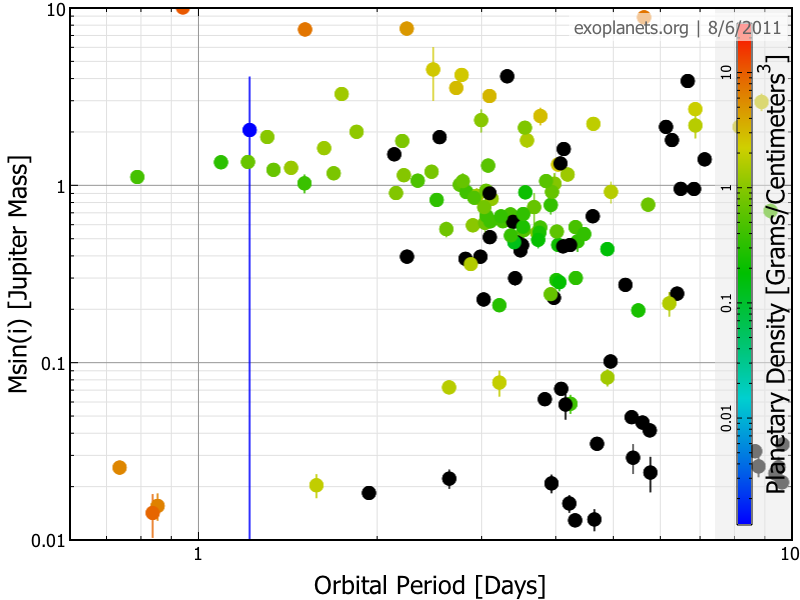 exoplanets.org | 8/6/2011
10
1
0.1
0.01
Msin(i) [Jupiter Mass]
1
10
Orbital Period [Days]
10
1
0.1
0.01
Planetary Density [Grams/Centimeters³]